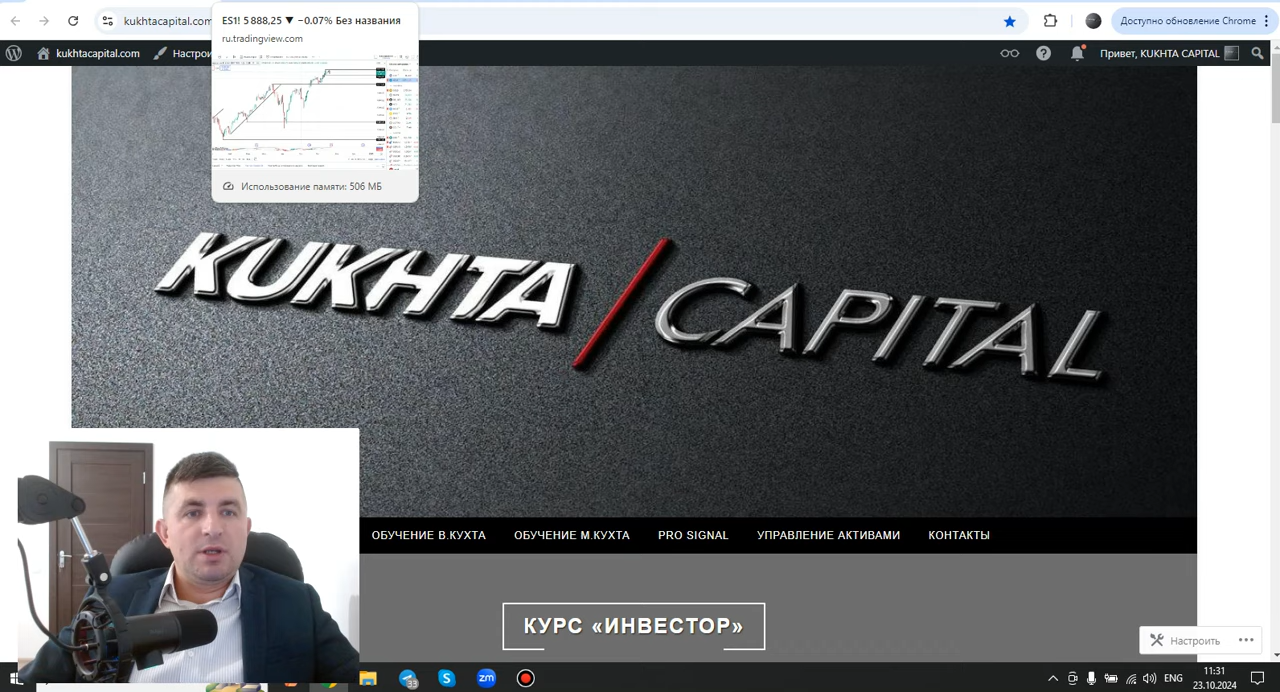 ES1! 5 888,25 ▼ −0.07% Без названия
ru.tradingview.com
Использование памяти: 506 МБ
kukhtacapital.com
Доступно обновление Chrome
kukhtacapital.com
Настрои
Привет, KUKHTA CAPITAL
KUKHTA / CAPITAL
ОБУЧЕНИЕ В.КУХТА
ОБУЧЕНИЕ М.КУХТА
PRO SIGNAL
УПРАВЛЕНИЕ АКТИВАМИ
КОНТАКТЫ
КУРС «ИНВЕСТОР»
Настроить
33
zm
ENG
11:31
23.10.2024